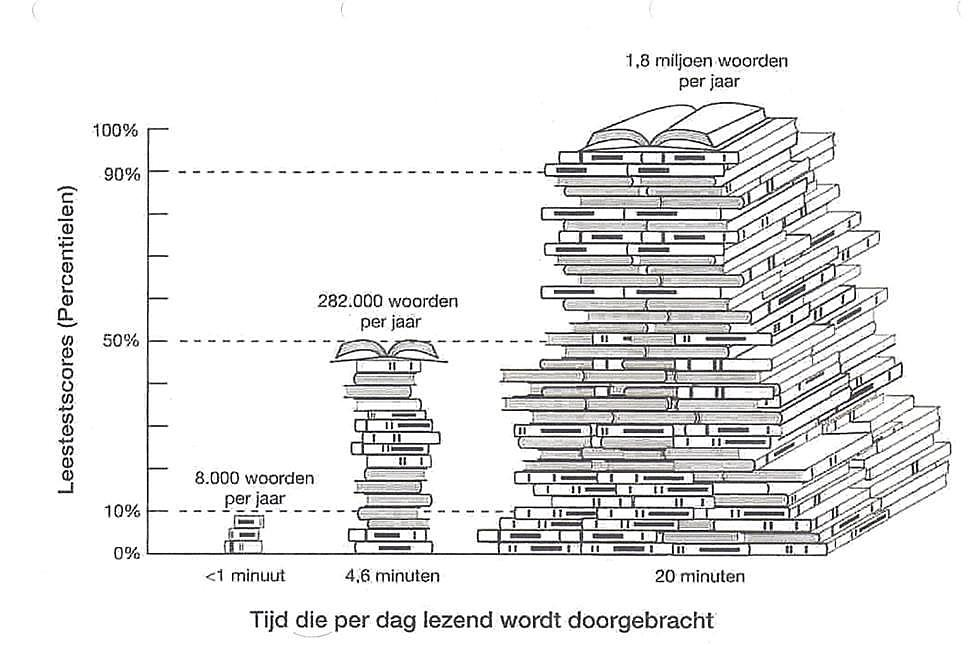 1,8 miljoen woorden
per jaar
100%
90%
282.000 woorden
per jaar
50%
8.000 woorden
per jaar
10%
0%
Leestestscores (Percentielen)
<1 minuut
4,6 minuten
20 minuten
Tijd die per dag lezend wordt doorgebracht